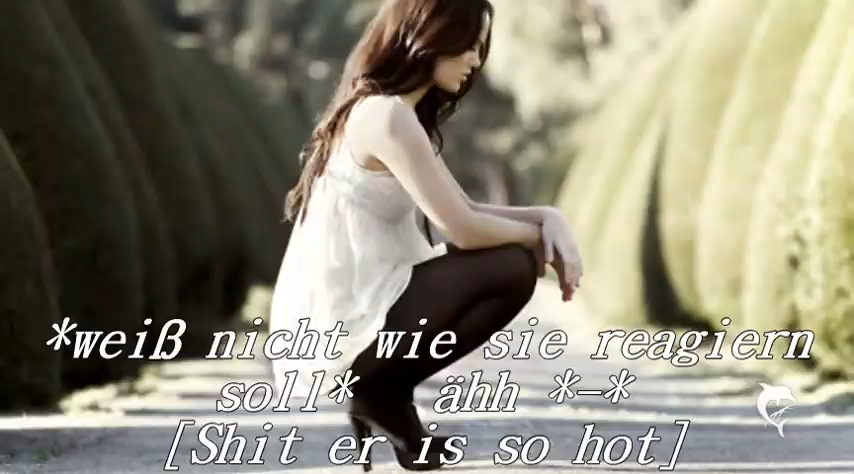 *weiß nicht wie sie reagiern
soll* ähh *-*
[Shit er is so hot]